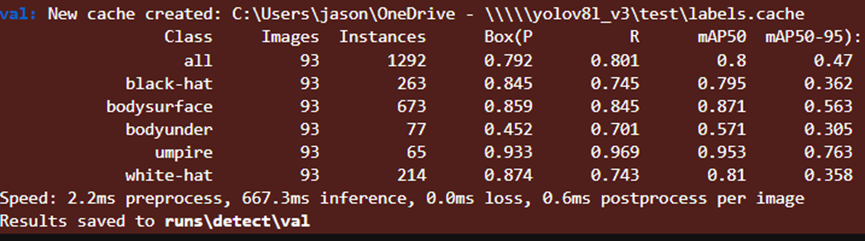 val: New cache created: C:\Users\jason\OneDrive - \\\\\yolov8l_v3\test\labels.cache
Class Images Instances Box(P R mAP50 mAP50-95):
all 93 1292 0.792 0.801 0.8 0.47
black-hat 93 263 0.845 0.745 0.795 0.362
bodysurface 93 673 0.859 0.845 0.871 0.563
bodyunder 93 77 0.452 0.701 0.571 0.305
umpire 93 65 0.933 0.969 0.953 0.763
white-hat 93 214 0.874 0.743 0.81 0.358
Speed: 2.2ms preprocess, 667.3ms inference, 0.0ms loss, 0.6ms postprocess per image
Results saved to runs\detect\val